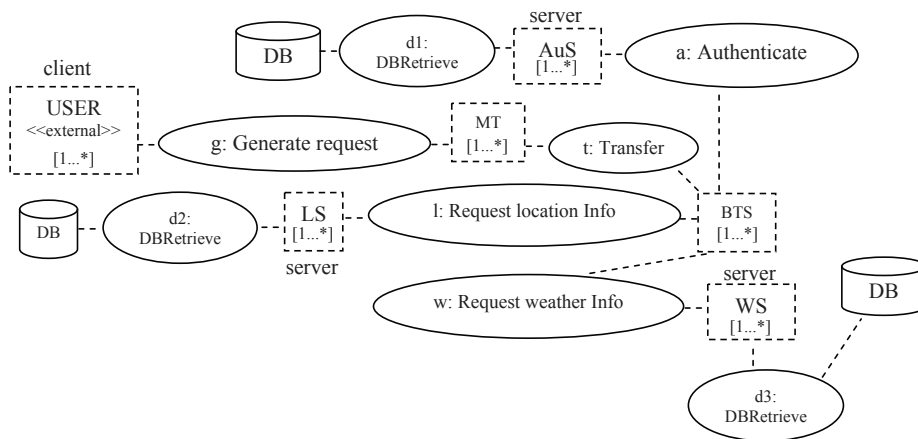 server
DB
d1:
DBRetrieve
AuS
[1...*]
a: Authenticate
client
USER
<<external>>
[1...*]
g: Generate request
MT
[1...*]
t: Transfer
DB
d2:
DBRetrieve
LS
[1...*]
server
l: Request location Info
BTS
[1...*]
w: Request weather Info
server
WS
[1...*]
DB
d3:
DBRetrieve